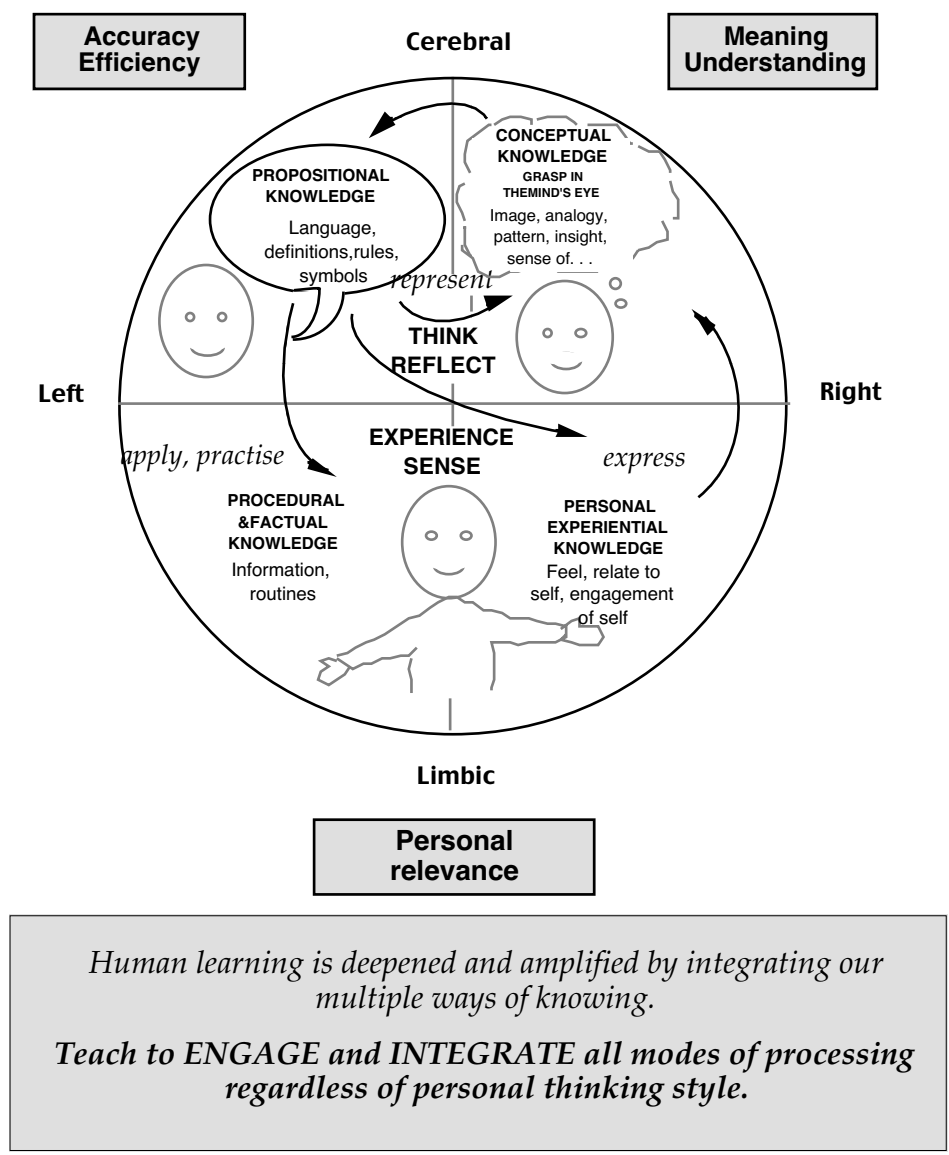 Accuracy
Efficiency
Cerebral
Meaning
Understanding
PROPOSITIONAL
KNOWLEDGE
Language,
definitions,rules,
symbols
CONCEPTUAL
KNOWLEDGE
GRASP IN
THEMIND'S EYE
Image, analogy,
pattern, insight,
sense of. . .
represent
THINK
REFLECT
Left
Right
EXPERIENCE
SENSE
apply, practise
express
PROCEDURAL
&FACTUAL
KNOWLEDGE
Information,
routines
PERSONAL
EXPERIENTIAL
KNOWLEDGE
Feel, relate to
self, engagement
of self
Limbic
Personal
relevance
Human learning is deepened and amplified by integrating our
multiple ways of knowing.
Teach to ENGAGE and INTEGRATE all modes of processing
regardless of personal thinking style.